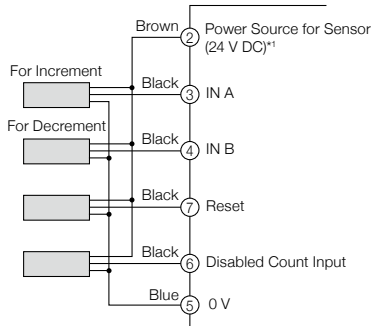 Brown
② Power Source for Sensor
(24 V DC)*1
For Increment
Black
③ IN A
For Decrement
Black
④ IN B
Black
⑦ Reset
Black
⑥ Disabled Count Input
Blue
⑤ 0 V